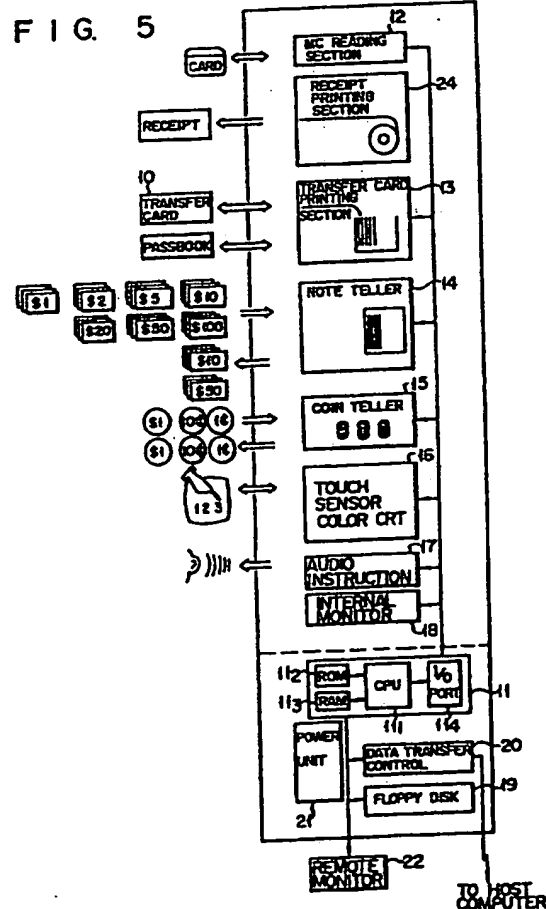 FIG. 5
12
MC READING
SECTION
CARD
24
RECEIPT
PRINTING
SECTION
RECEIPT
10
13
TRANSFER
CARD
TRANSFER CARD
PRINTING
SECTION
PASSBOOK
14
NOTE TELLER
$1 $2 $5 $10
$20 $50 $100
$10
$50
15
COIN TELLER
$1 10¢ 1¢
$1 10¢ 1¢
16
123
TOUCH
SENSOR
COLOR CRT
17
AUDIO
INSTRUCTION
INTERNAL
MONITOR
18
112
ROM
CPU
I/O
PORT
11
113
RAM
111
114
POWER
UNIT
20
DATA TRANSFER
CONTROL
19
FLOPPY DISK
21
REMOTE
MONITOR
22
TO HOST
COMPUTER